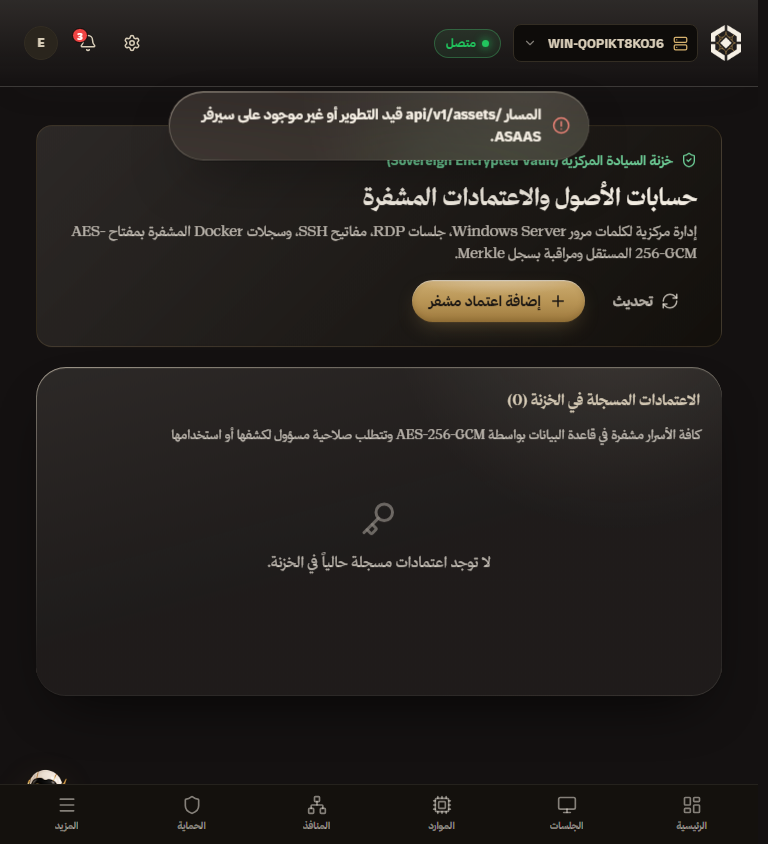 WIN-QOPIKT8KOJ6
متصل
3
E
المسار /api/v1/assets قيد التطوير أو غير موجود على سيرفر
ASAAS.
خزنة السيادة المركزية (Sovereign Encrypted Vault)
حسابات الأصول والاعتمادات المشفرة
إدارة مركزية لكلمات مرور Windows Server، جلسات RDP، مفاتيح SSH، وسجلات Docker المشفرة بمفتاح AES-
256-GCM المستقل ومراقبة بسجل Merkle.
تحديث
إضافة اعتماد مشفر
الاعتمادات المسجلة في الخزنة (0)
كافة الأسرار مشفرة في قاعدة البيانات بواسطة AES-256-GCM وتتطلب صلاحية مسؤول لكشفها أو استخدامها
لا توجد اعتمادات مسجلة حالياً في الخزنة.
الرئيسية
الجلسات
الموارد
المنافذ
الحماية
المزيد